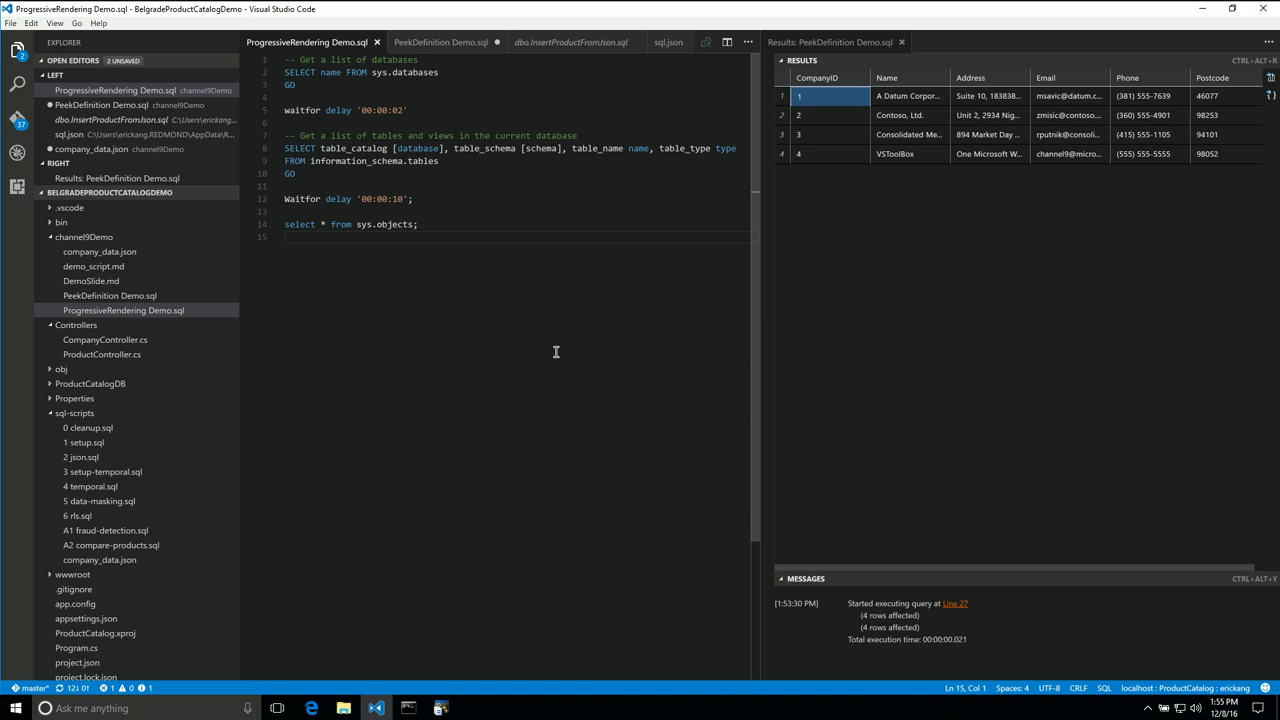 ProgressiveRendering Demo.sql - BelgradeProductCatalogDemo - Visual Studio Code
File Edit View Go Help
EXPLORER
OPEN EDITORS 2 UNSAVED
LEFT
ProgressiveRendering Demo.sql channel9Demo
PeekDefinition Demo.sql channel9Demo
dbo.InsertProductFromJson.sql C:\Users\erickang...
sql.json C:\Users\erickang.REDMOND\AppData\R...
company_data.json channel9Demo
RIGHT
Results: PeekDefinition Demo.sql
BELGRADEPRODUCTCATALOGDEMO
.vscode
bin
channel9Demo
company_data.json
demo_script.md
DemoSlide.md
PeekDefinition Demo.sql
ProgressiveRendering Demo.sql
Controllers
CompanyController.cs
ProductController.cs
obj
ProductCatalogDB
Properties
sql-scripts
0 cleanup.sql
1 setup.sql
2 json.sql
3 setup-temporal.sql
4 temporal.sql
5 data-masking.sql
6 rls.sql
A1 fraud-detection.sql
A2 compare-products.sql
company_data.json
wwwroot
.gitignore
app.config
appsettings.json
ProductCatalog.xproj
Program.cs
project.json
project.lock.json
2
37
ProgressiveRendering Demo.sql PeekDefinition Demo.sql dbo.InsertProductFromJson.sql sql.json
1 -- Get a list of databases
2 SELECT name FROM sys.databases
3 GO
4
5 waitfor delay '00:00:02'
6
7 -- Get a list of tables and views in the current database
8 SELECT table_catalog [database], table_schema [schema], table_name name, table_type type
9 FROM information_schema.tables
10 GO
11
12 Waitfor delay '00:00:10';
13
14 select * from sys.objects;
15
Results: PeekDefinition Demo.sql
RESULTS CTRL+ALT+R
CompanyID Name Address Email Phone Postcode
1 1 A Datum Corpor... Suite 10, 183838... msavic@datum.c... (381) 555-7639 46077
2 2 Contoso, Ltd. Unit 2, 2934 Nig... zmisic@contoso.... (360) 555-4901 98253
3 3 Consolidated Me... 894 Market Day ... rputnik@consoli... (415) 555-1105 94101
4 4 VSToolBox One Microsoft W... channel9@micro... (555) 555-5555 98052
MESSAGES CTRL+ALT+Y
[1:53:30 PM] Started executing query at Line 27
(4 rows affected)
(4 rows affected)
Total execution time: 00:00:00.021
master* 12↓ 0↑ 1 0 1 Ln 15, Col 1 Spaces: 4 UTF-8 CRLF SQL localhost : ProductCatalog : erickang
Ask me anything
1:55 PM
12/8/16